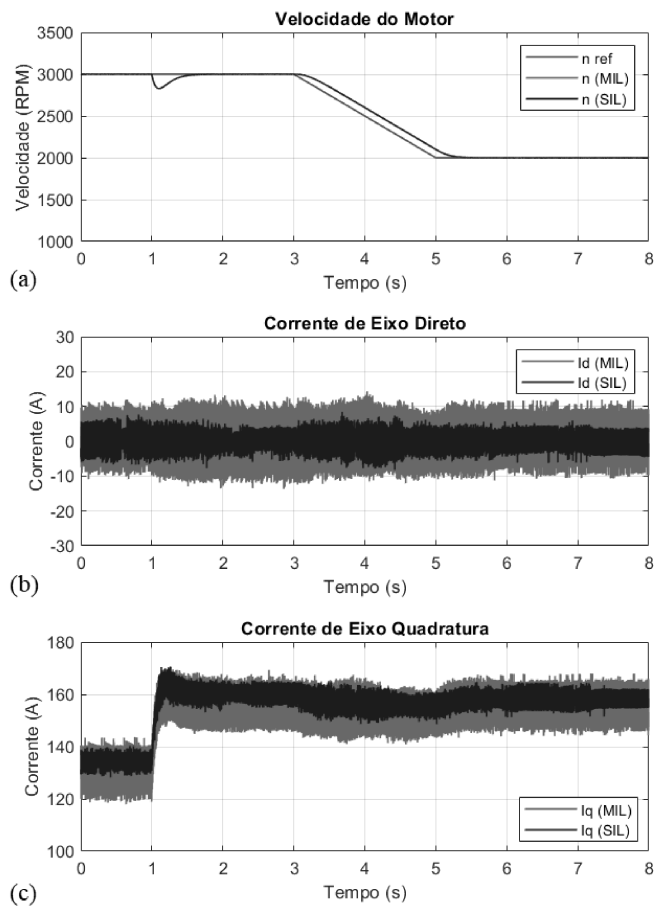 Velocidade do Motor
3500
3000
2500
2000
1500
1000
Velocidade (RPM)
n ref
n (MIL)
n (SIL)
0 1 2 3 4 5 6 7 8
Tempo (s)
(a)
Corrente de Eixo Direto
30
20
10
0
-10
-20
-30
Corrente (A)
Id (MIL)
Id (SIL)
0 1 2 3 4 5 6 7 8
Tempo (s)
(b)
Corrente de Eixo Quadratura
180
160
140
120
100
Corrente (A)
Iq (MIL)
Iq (SIL)
0 1 2 3 4 5 6 7 8
Tempo (s)
(c)